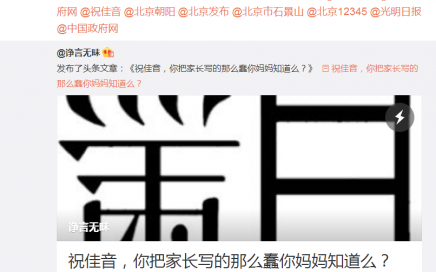 府网 @祝佳音 @北京朝阳 @北京发布 @北京市石景山 @北京12345 @光明日报
@中国政府网
@诤言无昧
发布了头条文章：《祝佳音，你把家长写的那么蠢你妈妈知道么？》 祝佳音，你把家长写的
那么蠢你妈妈知道么？
诤言无昧
祝佳音，你把家长写的那么蠢你妈妈知道么？